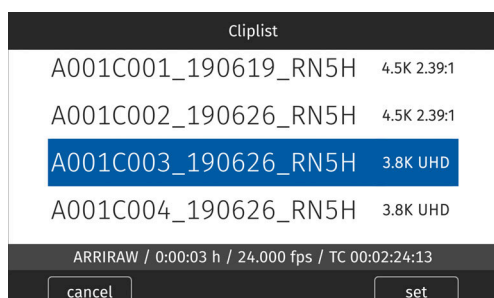 Cliplist
A001C001_190619_RN5H 4.5K 2.39:1
A001C002_190626_RN5H 4.5K 2.39:1
A001C003_190626_RN5H 3.8K UHD
A001C004_190626_RN5H 3.8K UHD
ARRIRAW / 0:00:03 h / 24.000 fps / TC 00:02:24:13
cancel set